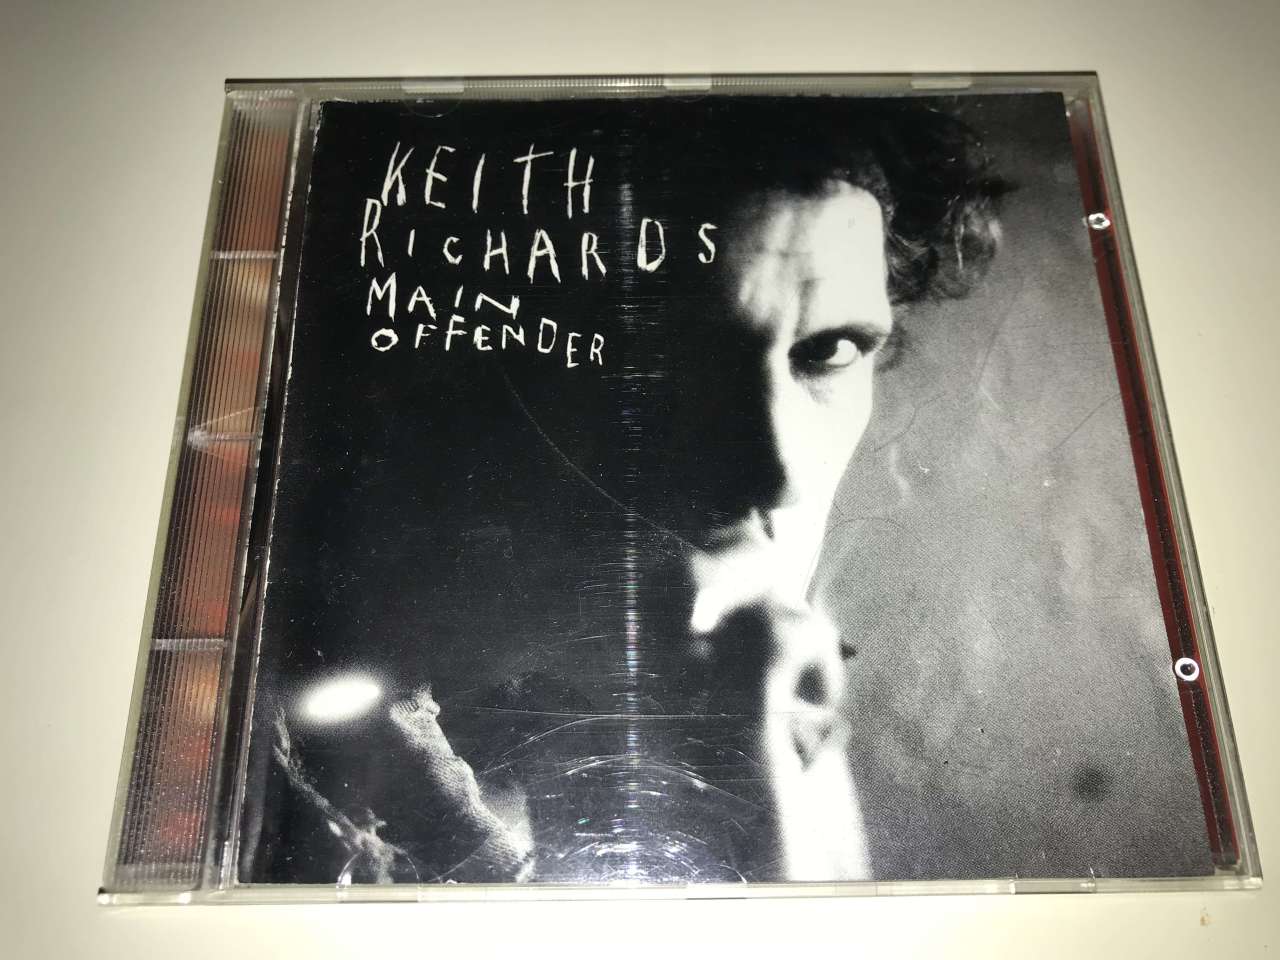 KEITH
RICHARDS
MAIN
OFFENDER